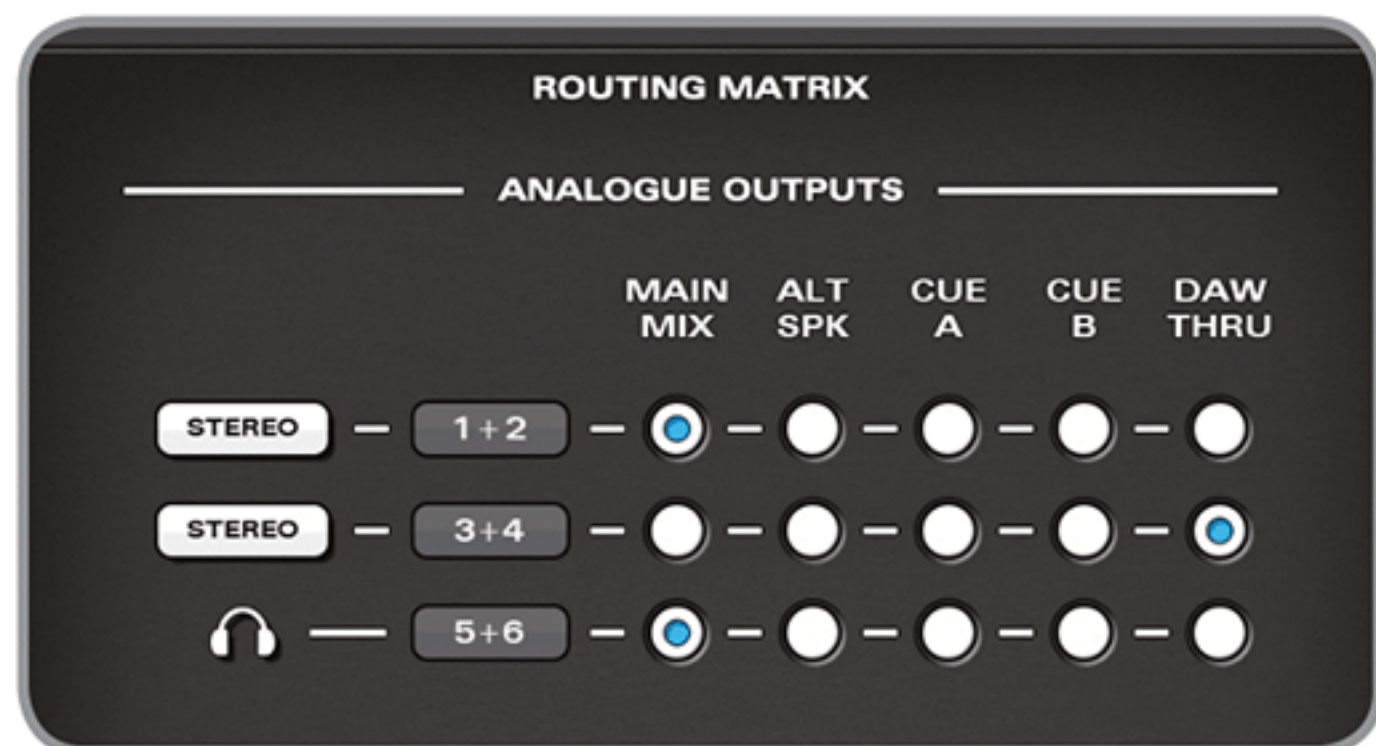 ROUTING MATRIX
ANALOGUE OUTPUTS
MAIN MIX
ALT SPK
CUE A
CUE B
DAW THRU
STEREO 1+2
STEREO 3+4
5+6